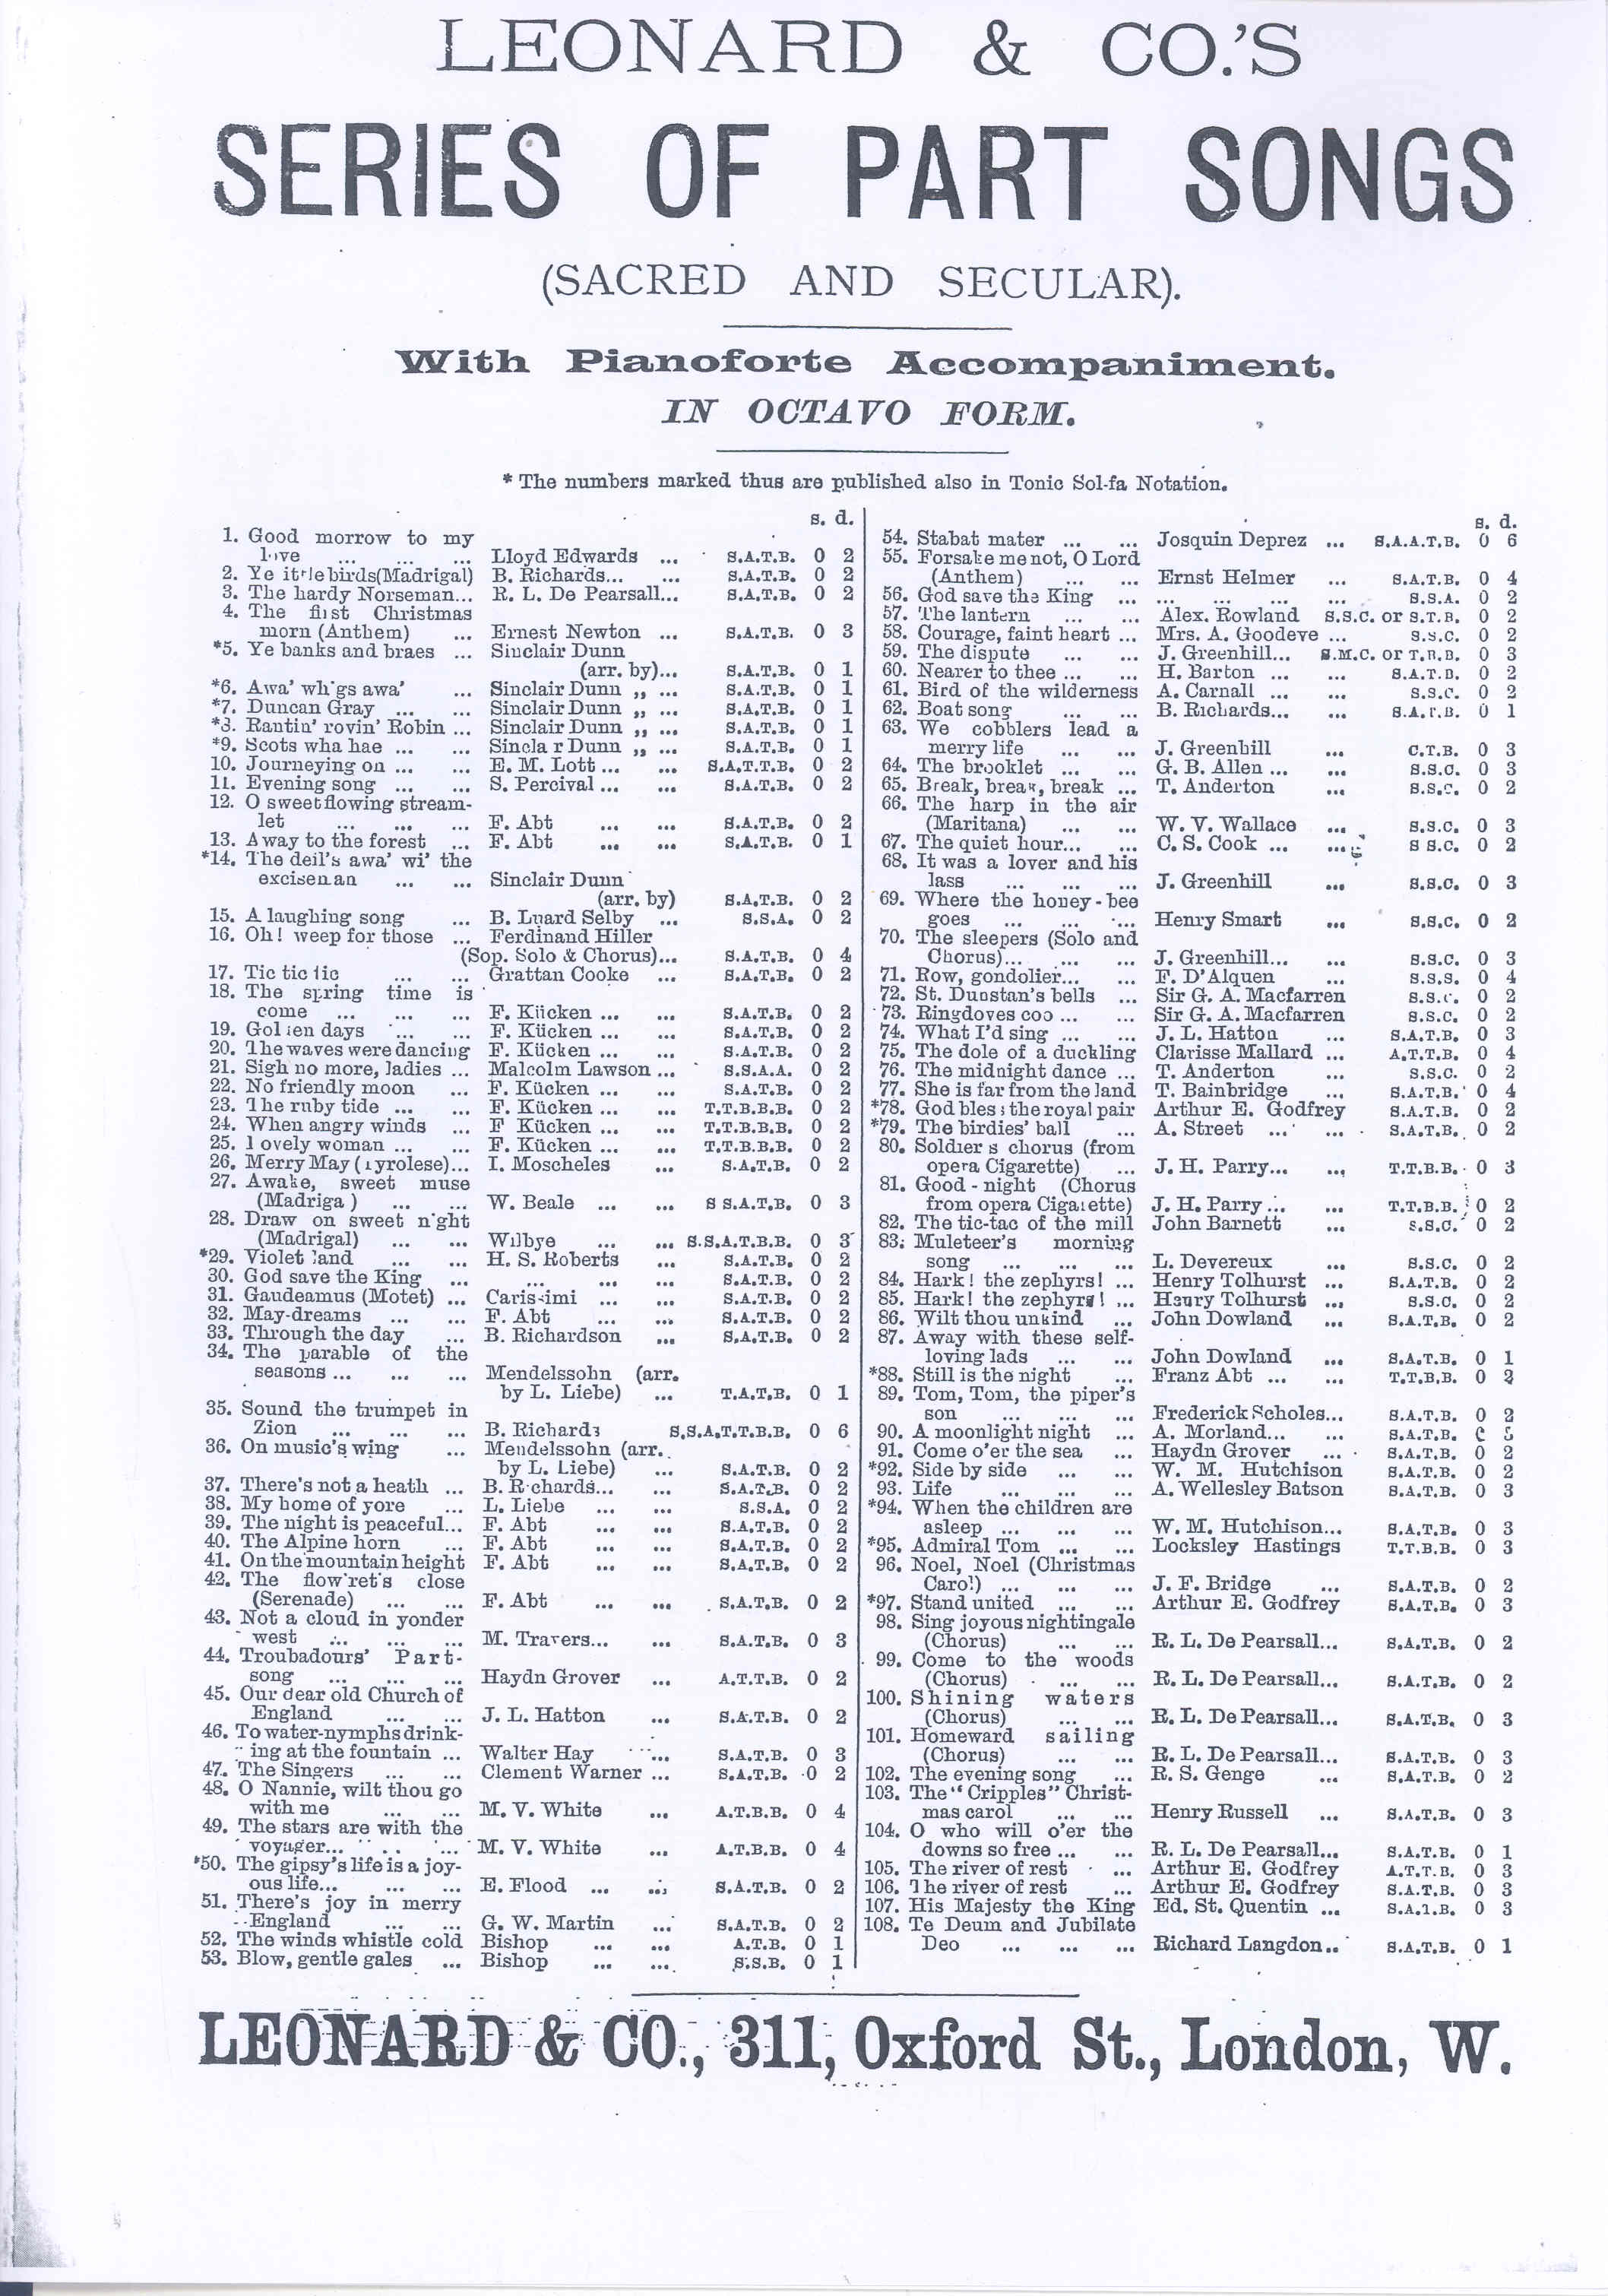 LEONARD & CO.'S
SERIES OF PART SONGS
(SACRED AND SECULAR).
With Pianoforte Accompaniment.
IN OCTAVO FORM.
* The numbers marked thus are published also in Tonic Sol-fa Notation.
s. d.
1. Good morrow to my
love ... ... ... Lloyd Edwards ... S.A.T.B. 0 2
2. Ye little birds (Madrigal) B. Richards... ... S.A.T.B. 0 2
3. The hardy Norseman... R. L. De Pearsall... S.A.T.B. 0 2
4. The first Christmas
morn (Anthem) ... Ernest Newton ... S.A.T.B. 0 3
*5. Ye banks and braes ... Sinclair Dunn
(arr. by)... S.A.T.B. 0 1
*6. Awa' whigs awa' ... Sinclair Dunn ,, ... S.A.T.B. 0 1
*7. Duncan Gray ... ... Sinclair Dunn ,, ... S.A.T.B. 0 1
*8. Rantin' rovin' Robin ... Sinclair Dunn ,, ... S.A.T.B. 0 1
*9. Scots wha hae ... ... Sinclair Dunn ,, ... S.A.T.B. 0 1
10. Journeying on ... ... E. M. Lott ... ... S.A.T.T.B. 0 2
11. Evening song ... ... S. Percival ... ... S.A.T.B. 0 2
12. O sweet flowing stream-
let ... ... ... F. Abt ... ... S.A.T.B. 0 2
13. Away to the forest ... F. Abt ... ... S.A.T.B. 0 1
*14. The deil's awa' wi' the
exciseman ... ... Sinclair Dunn
(arr. by) S.A.T.B. 0 2
15. A laughing song ... B. Luard Selby ... S.S.A. 0 2
16. Oh! weep for those ... Ferdinand Hiller
(Sop. Solo & Chorus)... S.A.T.B. 0 4
17. Tic tic tic ... ... Grattan Cooke ... S.A.T.B. 0 2
18. The spring time is
come ... ... ... F. Kücken ... ... S.A.T.B. 0 2
19. Golden days ... ... F. Kücken ... ... S.A.T.B. 0 2
20. The waves were dancing F. Kücken ... ... S.A.T.B. 0 2
21. Sigh no more, ladies ... Malcolm Lawson ... S.S.A.A. 0 2
22. No friendly moon ... F. Kücken ... ... S.A.T.B. 0 2
23. The ruby tide ... ... F. Kücken ... ... T.T.B.B.B. 0 2
24. When angry winds ... F Kücken ... ... T.T.B.B.B. 0 2
25. Lovely woman ... ... F. Kücken ... ... T.T.B.B.B. 0 2
26. Merry May (Tyrolese)... I. Moscheles ... S.A.T.B. 0 2
27. Awake, sweet muse
(Madrigal) ... ... W. Beale ... ... S S.A.T.B. 0 3
28. Draw on sweet night
(Madrigal) ... ... Wilbye ... ... S.S.A.T.B.B. 0 3
*29. Violet land ... ... H. S. Roberts ... S.A.T.B. 0 2
30. God save the King ... ... ... ... S.A.T.B. 0 2
31. Gaudeamus (Motet) ... Carissimi ... ... S.A.T.B. 0 2
32. May-dreams ... ... F. Abt ... ... S.A.T.B. 0 2
33. Through the day ... B. Richardson ... S.A.T.B. 0 2
34. The parable of the
seasons ... ... ... Mendelssohn (arr.
by L. Liebe) ... T.A.T.B. 0 1
35. Sound the trumpet in
Zion ... ... ... B. Richards S.S.A.T.T.B.B. 0 6
36. On music's wing ... Mendelssohn (arr.
by L. Liebe) ... S.A.T.B. 0 2
37. There's not a heath ... B. Richards... ... S.A.T.B. 0 2
38. My home of yore ... L. Liebe ... ... S.S.A. 0 2
39. The night is peaceful... F. Abt ... ... S.A.T.B. 0 2
40. The Alpine horn ... F. Abt ... ... S.A.T.B. 0 2
41. On the mountain height F. Abt ... ... S.A.T.B. 0 2
42. The flow'ret's close
(Serenade) ... ... F. Abt ... ... S.A.T.B. 0 2
43. Not a cloud in yonder
west ... ... ... M. Travers... ... S.A.T.B. 0 3
44. Troubadours' Part-
song ... ... ... Haydn Grover ... A.T.T.B. 0 2
45. Our dear old Church of
England ... ... J. L. Hatton ... S.A.T.B. 0 2
46. To water-nymphs drink-
ing at the fountain ... Walter Hay ... S.A.T.B. 0 3
47. The Singers ... ... Clement Warner ... S.A.T.B. 0 2
48. O Nannie, wilt thou go
with me ... ... M. V. White ... A.T.B.B. 0 4
49. The stars are with the
voyager... ... ... M. V. White ... A.T.B.B. 0 4
*50. The gipsy's life is a joy-
ous life... ... ... E. Flood ... ... S.A.T.B. 0 2
51. There's joy in merry
England ... ... G. W. Martin ... S.A.T.B. 0 2
52. The winds whistle cold Bishop ... ... A.T.B. 0 1
53. Blow, gentle gales ... Bishop ... ... S.S.B. 0 1
s. d.
54. Stabat mater ... ... Josquin Deprez ... S.A.A.T.B. 0 6
55. Forsake me not, O Lord
(Anthem) ... ... Ernst Helmer ... S.A.T.B. 0 4
56. God save the King ... ... ... ... S.S.A. 0 2
57. The lantern ... ... Alex. Rowland S.S.C. or S.T.B. 0 2
58. Courage, faint heart ... Mrs. A. Goodeve ... S.S.C. 0 2
59. The dispute ... ... J. Greenhill... S.M.C. or T.B.B. 0 3
60. Nearer to thee ... ... H. Barton ... ... S.A.T.B. 0 2
61. Bird of the wilderness A. Carnall ... ... S.S.C. 0 2
62. Boat song ... ... B. Richards... ... S.A.T.B. 0 1
63. We cobblers lead a
merry life ... ... J. Greenhill ... C.T.B. 0 3
64. The brooklet ... ... G. B. Allen ... ... S.S.C. 0 3
65. Break, break, break ... T. Anderton ... S.S.C. 0 2
66. The harp in the air
(Maritana) ... ... W. V. Wallace ... S.S.C. 0 3
67. The quiet hour... ... C. S. Cook ... ... S S.C. 0 2
68. It was a lover and his
lass ... ... ... J. Greenhill ... S.S.C. 0 3
69. Where the honey-bee
goes ... ... ... Henry Smart ... S.S.C. 0 2
70. The sleepers (Solo and
Chorus)... ... ... J. Greenhill... ... S.S.C. 0 3
71. Row, gondolier... ... F. D'Alquen ... S.S.S. 0 4
72. St. Dunstan's bells ... Sir G. A. Macfarren S.S.C. 0 2
73. Ringdoves coo ... ... Sir G. A. Macfarren S.S.C. 0 2
74. What I'd sing ... ... J. L. Hatton ... S.A.T.B. 0 3
75. The dole of a duckling Clarisse Mallard ... A.T.T.B. 0 4
76. The midnight dance ... T. Anderton ... S.S.C. 0 2
77. She is far from the land T. Bainbridge ... S.A.T.B. 0 4
*78. God bless the royal pair Arthur E. Godfrey S.A.T.B. 0 2
*79. The birdies' ball ... A. Street ... ... S.A.T.B. 0 2
80. Soldier s chorus (from
opera Cigarette) ... J. H. Parry... ... T.T.B.B. 0 3
81. Good-night (Chorus
from opera Cigarette) J. H. Parry ... ... T.T.B.B. 0 2
82. The tic-tac of the mill John Barnett ... S.S.C. 0 2
83. Muleteer's morning
song ... ... ... L. Devereux ... S.S.C. 0 2
84. Hark! the zephyrs! ... Henry Tolhurst ... S.A.T.B. 0 2
85. Hark! the zephyrs! ... Henry Tolhurst ... S.S.C. 0 2
86. Wilt thou unkind ... John Dowland ... S.A.T.B. 0 2
87. Away with these self-
loving lads ... ... John Dowland ... S.A.T.B. 0 1
*88. Still is the night ... Franz Abt ... ... T.T.B.B. 0 2
89. Tom, Tom, the piper's
son ... ... ... Frederick Scholes... S.A.T.B. 0 2
90. A moonlight night ... A. Morland... ... S.A.T.B.
91. Come o'er the sea ... Haydn Grover ... S.A.T.B. 0 2
*92. Side by side ... ... W. M. Hutchison S.A.T.B. 0 2
93. Life ... ... ... A. Wellesley Batson S.A.T.B. 0 3
*94. When the children are
asleep ... ... ... W. M. Hutchison... S.A.T.B. 0 3
*95. Admiral Tom ... ... Locksley Hastings T.T.B.B. 0 3
96. Noel, Noel (Christmas
Carol) ... ... ... J. F. Bridge ... S.A.T.B. 0 2
*97. Stand united ... ... Arthur E. Godfrey S.A.T.B. 0 3
98. Sing joyous nightingale
(Chorus) ... ... R. L. De Pearsall... S.A.T.B. 0 2
99. Come to the woods
(Chorus) ... ... R. L. De Pearsall... S.A.T.B. 0 2
100. Shining waters
(Chorus) ... ... R. L. De Pearsall... S.A.T.B. 0 3
101. Homeward sailing
(Chorus) ... ... R. L. De Pearsall... S.A.T.B. 0 3
102. The evening song ... R. S. Genge ... S.A.T.B. 0 2
103. The "Cripples" Christ-
mas carol ... ... Henry Russell ... S.A.T.B. 0 3
104. O who will o'er the
downs so free ... ... R. L. De Pearsall... S.A.T.B. 0 1
105. The river of rest ... Arthur E. Godfrey A.T.T.B. 0 3
106. The river of rest ... Arthur E. Godfrey S.A.T.B. 0 3
107. His Majesty the King Ed. St. Quentin ... S.A.T.B. 0 3
108. Te Deum and Jubilate
Deo ... ... ... Richard Langdon.. S.A.T.B. 0 1
LEONARD & CO., 311, Oxford St., London, W.